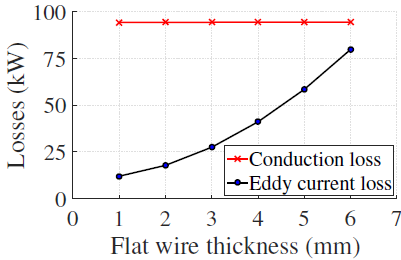 100
75
50
25
0
Losses (kW)
Conduction loss
Eddy current loss
0 1 2 3 4 5 6 7
Flat wire thickness (mm)